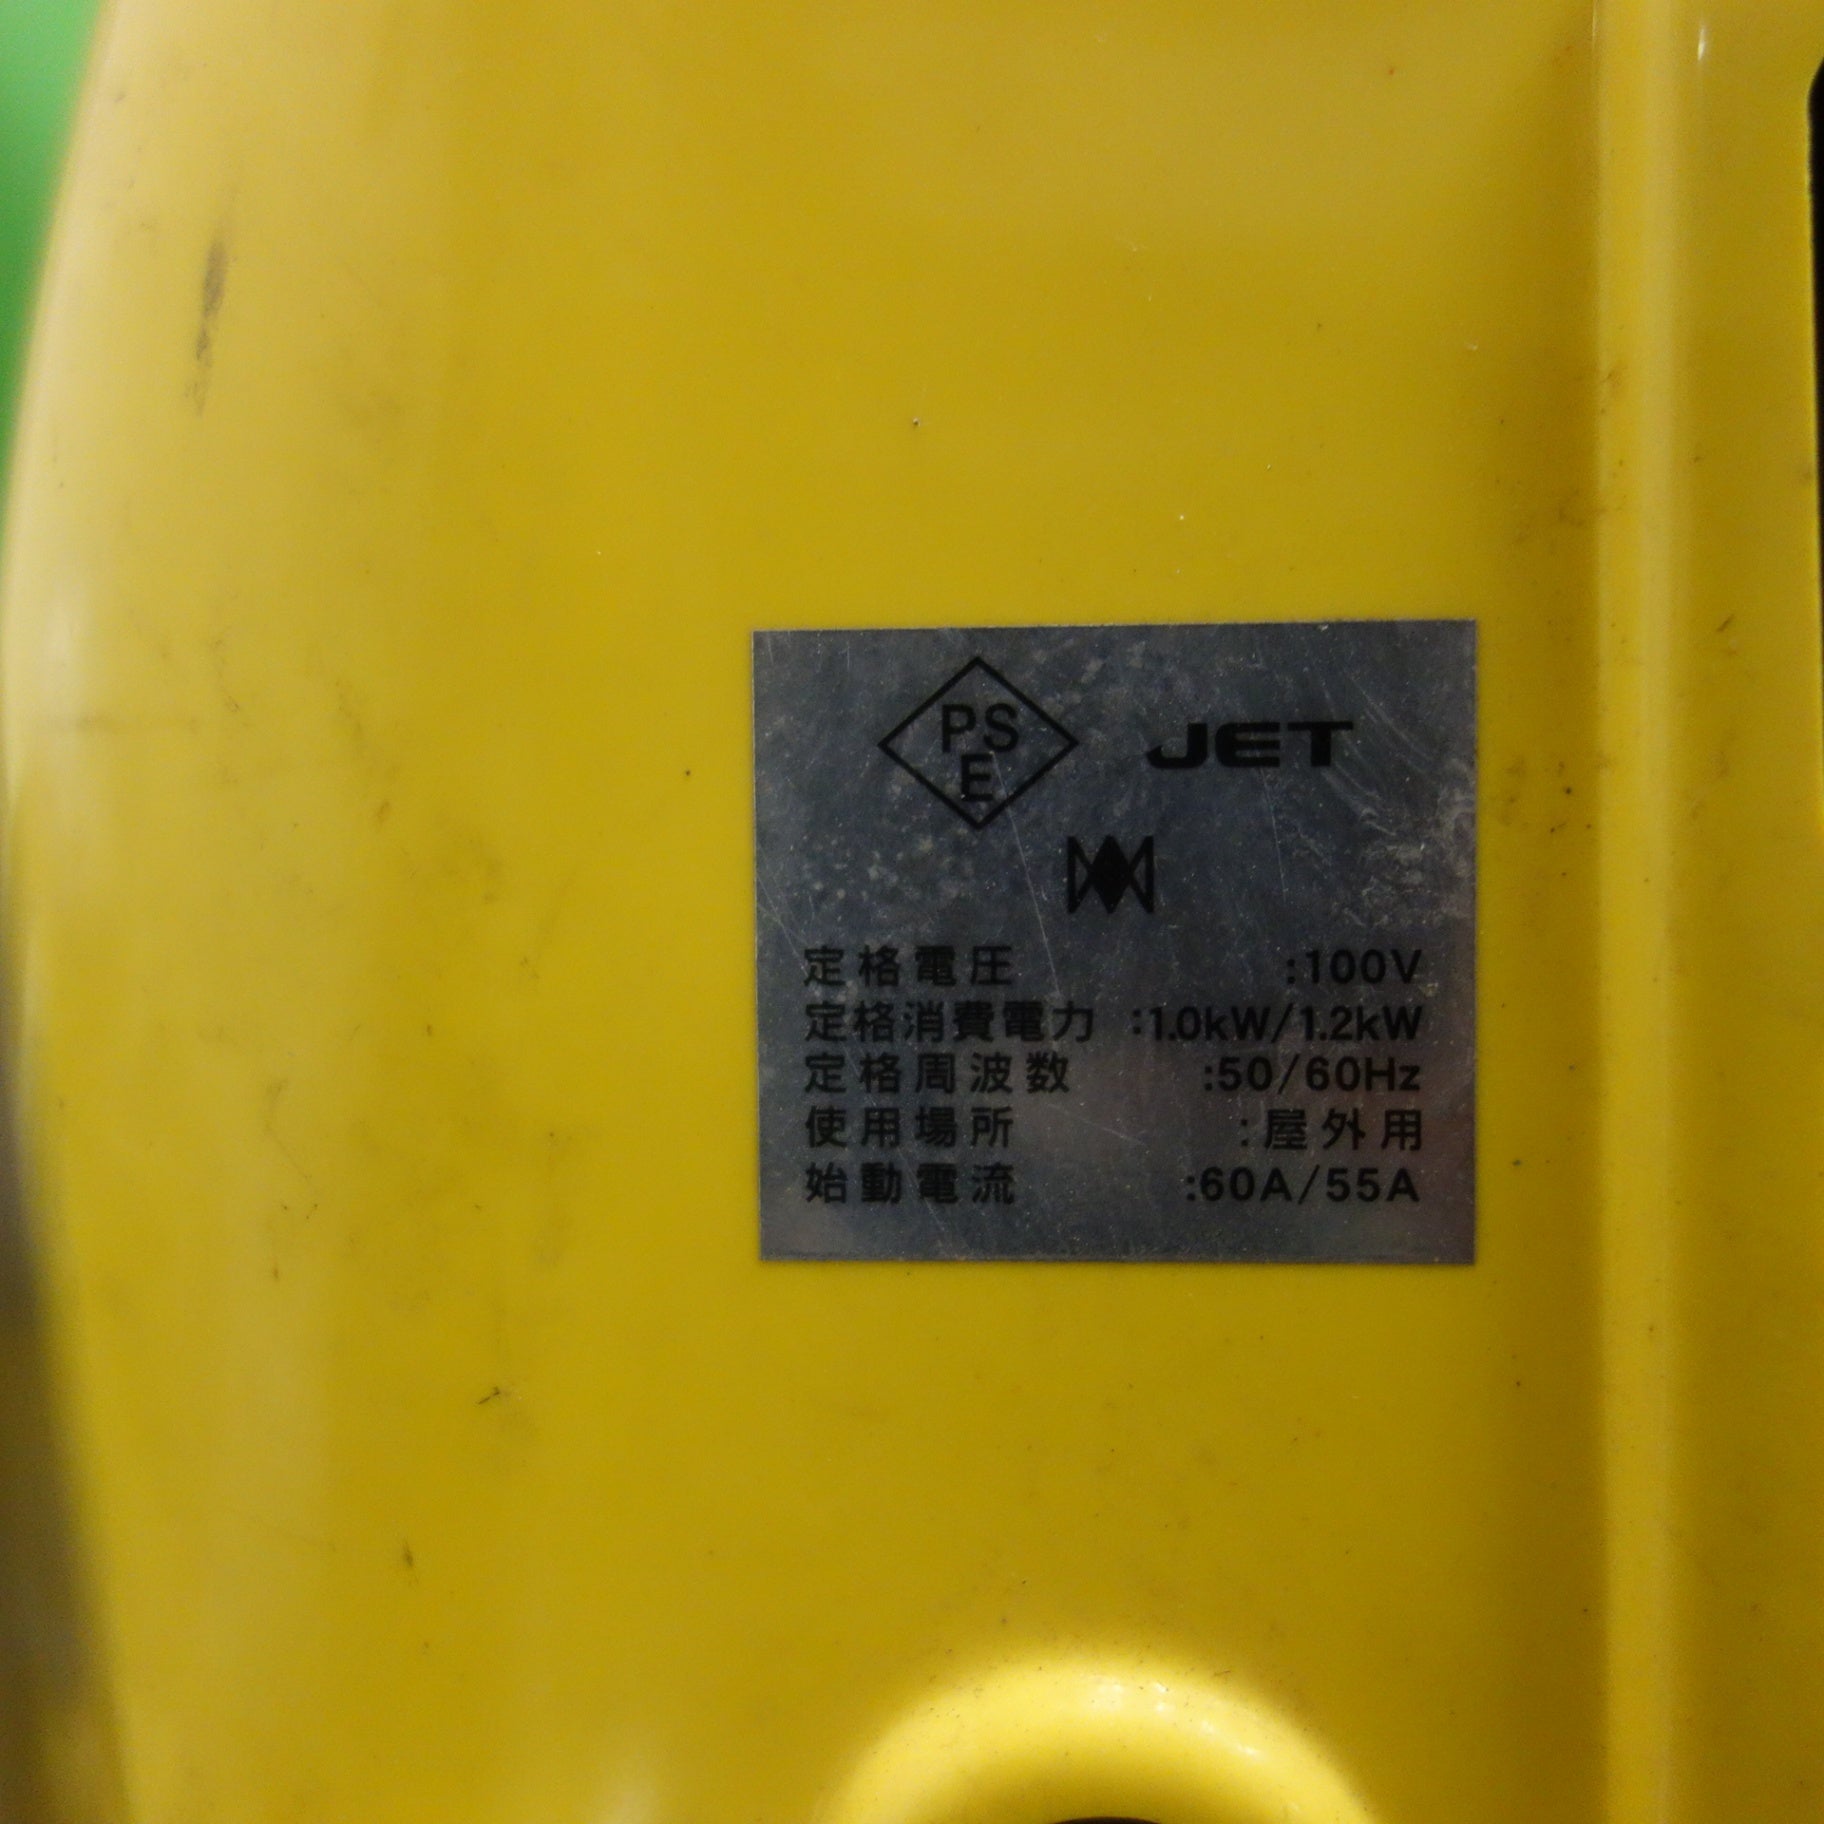 PS
E
JET
定格電圧 :100V
定格消費電力 :1.0kW/1.2kW
定格周波数 :50/60Hz
使用場所 :屋外用
始動電流 :60A/55A